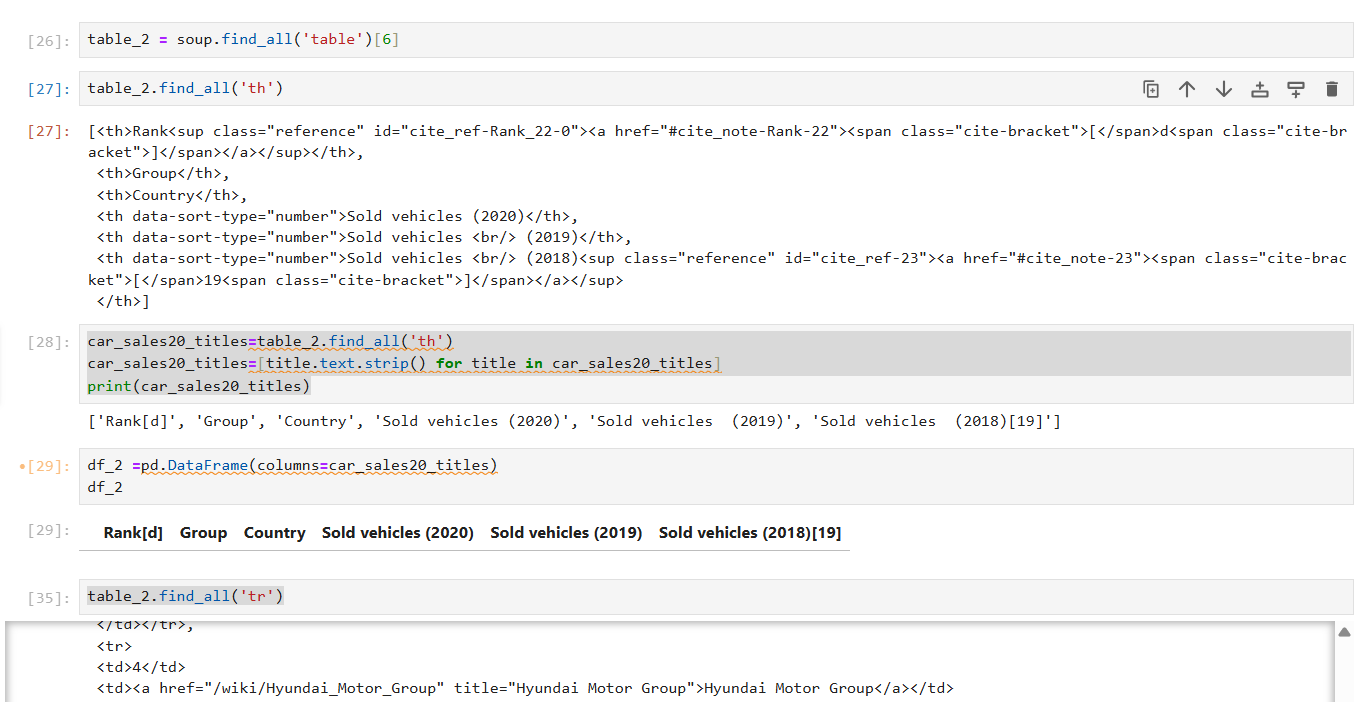 [26]: table_2 = soup.find_all('table')[6]
[27]: table_2.find_all('th')
[27]: [<th>Rank<sup class="reference" id="cite_ref-Rank_22-0"><a href="#cite_note-Rank-22"><span class="cite-bracket">[</span>d<span class="cite-br
acket">]</span></a></sup></th>,
<th>Group</th>,
<th>Country</th>,
<th data-sort-type="number">Sold vehicles (2020)</th>,
<th data-sort-type="number">Sold vehicles <br/> (2019)</th>,
<th data-sort-type="number">Sold vehicles <br/> (2018)<sup class="reference" id="cite_ref-23"><a href="#cite_note-23"><span class="cite-brac
ket">[</span>19<span class="cite-bracket">]</span></a></sup>
</th>]
[28]: car_sales20_titles=table_2.find_all('th')
car_sales20_titles=[title.text.strip() for title in car_sales20_titles]
print(car_sales20_titles)
['Rank[d]', 'Group', 'Country', 'Sold vehicles (2020)', 'Sold vehicles  (2019)', 'Sold vehicles  (2018)[19]']
•[29]: df_2 =pd.DataFrame(columns=car_sales20_titles)
df_2
[29]: Rank[d] Group Country Sold vehicles (2020) Sold vehicles (2019) Sold vehicles (2018)[19]
[35]: table_2.find_all('tr')
</td></tr>,
<tr>
<td>4</td>
<td><a href="/wiki/Hyundai_Motor_Group" title="Hyundai Motor Group">Hyundai Motor Group</a></td>